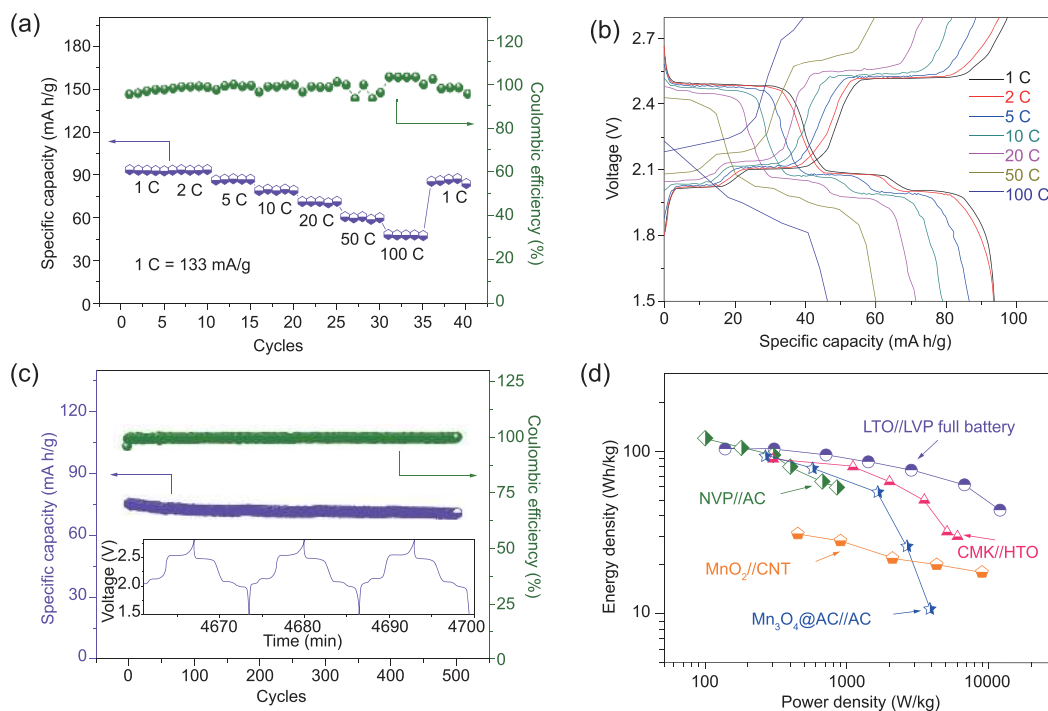 (a)
180
150
120
90
60
30
0
Specific capacity (mA h/g)
120
100
80
60
40
20
0
Coulombic efficiency (%)
1 C
2 C
5 C
10 C
20 C
50 C
100 C
1 C
1 C = 133 mA/g
0 5 10 15 20 25 30 35 40
Cycles
(b)
2.7
2.4
2.1
1.8
1.5
Voltage (V)
1 C
2 C
5 C
10 C
20 C
50 C
100 C
0 20 40 60 80 100
Specific capacity (mA h/g)
(c)
120
90
60
30
0
Specific capacity (mA h/g)
125
100
75
50
25
0
Coulombic efficiency (%)
2.5
2.0
1.5
Voltage (V)
4670 4680 4690 4700
Time (min)
0 100 200 300 400 500
Cycles
(d)
100
10
Energy density (Wh/kg)
LTO//LVP full battery
NVP//AC
CMK//HTO
MnO2//CNT
Mn3O4@AC//AC
100 1000 10000
Power density (W/kg)